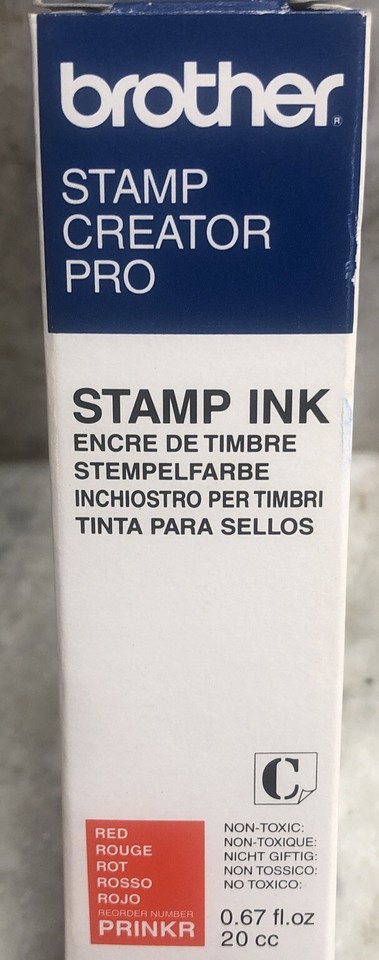 brother®
STAMP
CREATOR
PRO
STAMP INK
ENCRE DE TIMBRE
STEMPELFARBE
INCHIOSTRO PER TIMBRI
TINTA PARA SELLOS
C
RED
ROUGE
ROT
ROSSO
ROJO
REORDER NUMBER
PRINKR
NON-TOXIC:
NON-TOXIQUE:
NICHT GIFTIG:
NON TOSSICO:
NO TOXICO:
0.67 fl.oz
20 cc